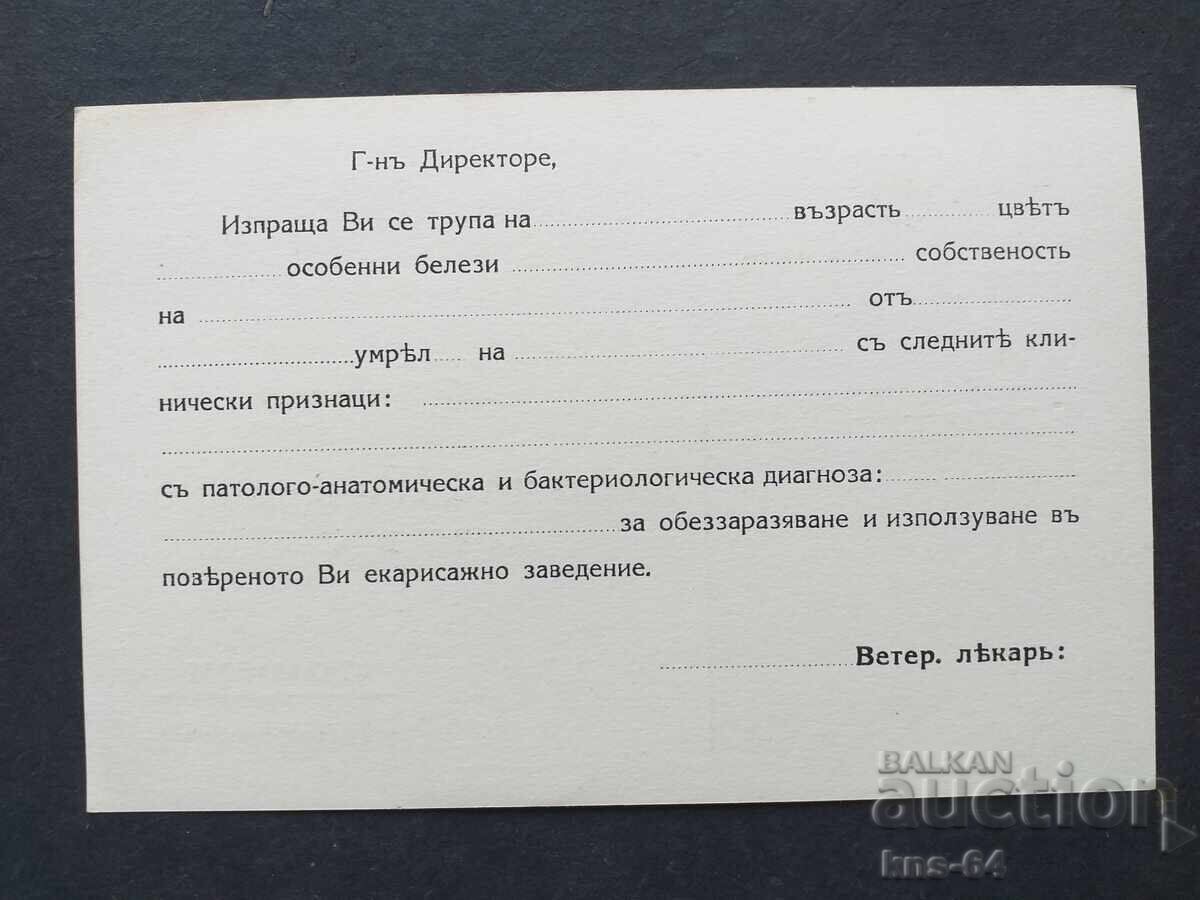 Г-нъ Директоре,
Изпраща Ви се трупа на възрасть цвѣтъ
особенни белези собственость
на отъ
умрѣл на съ следнитѣ кли-
нически признаци:
съ патолого-анатомическа и бактериологическа диагноза:
за обеззаразяване и използуване въ
повѣреното Ви екарисажно заведение.
Ветер. лѣкарь:
BALKAN
auction
kns-64